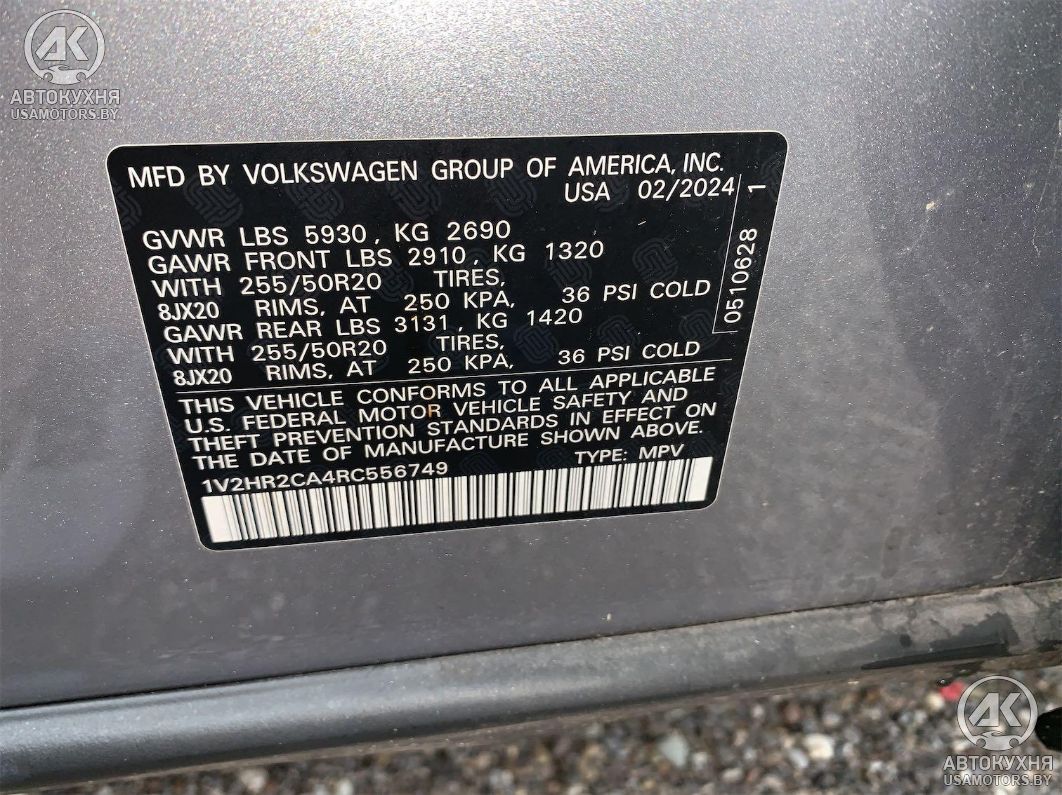 AK
АВТОКУХНЯ
USAMOTORS.BY
MFD BY VOLKSWAGEN GROUP OF AMERICA, INC.
USA 02/2024
GVWR LBS 5930, KG 2690
GAWR FRONT LBS 2910, KG 1320
WITH 255/50R20 TIRES,
8JX20 RIMS, AT 250 KPA, 36 PSI COLD
GAWR REAR LBS 3131, KG 1420
WITH 255/50R20 TIRES,
8JX20 RIMS, AT 250 KPA, 36 PSI COLD
0510628 1
THIS VEHICLE CONFORMS TO ALL APPLICABLE
U.S. FEDERAL MOTOR VEHICLE SAFETY AND
THEFT PREVENTION STANDARDS IN EFFECT ON
THE DATE OF MANUFACTURE SHOWN ABOVE.
1V2HR2CA4RC556749 TYPE: MPV
AK
АВТОКУХНЯ
USAMOTORS.BY